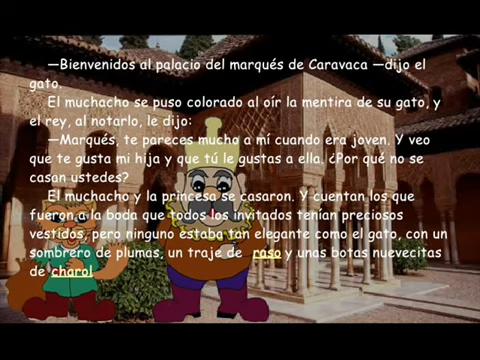 —Bienvenidos al palacio del marqués de Caravaca —dijo el
gato.
El muchacho se puso colorado al oír la mentira de su gato, y
el rey, al notarlo, le dijo:
—Marqués, te pareces mucho a mí cuando era joven. Y veo
que te gusta mi hija y que tú le gustas a ella. ¿Por qué no se
casan ustedes?
El muchacho y la princesa se casaron. Y cuentan los que
fueron a la boda que todos los invitados tenían preciosos
vestidos, pero ninguno estaba tan elegante como el gato, con un
sombrero de plumas, un traje de raso y unas botas nuevecitas
de charol